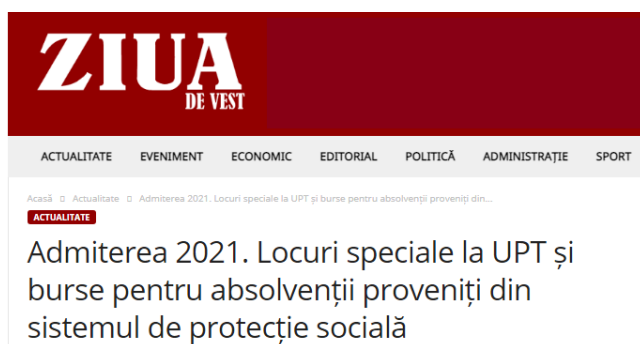 ZIUA
DE VEST
ACTUALITATE EVENIMENT ECONOMIC EDITORIAL POLITICĂ ADMINISTRAȚIE SPORT
Acasă Actualitate Admiterea 2021. Locuri speciale la UPT și burse pentru absolvenții proveniți din...
ACTUALITATE
Admiterea 2021. Locuri speciale la UPT și
burse pentru absolvenții proveniți din
sistemul de protecție socială